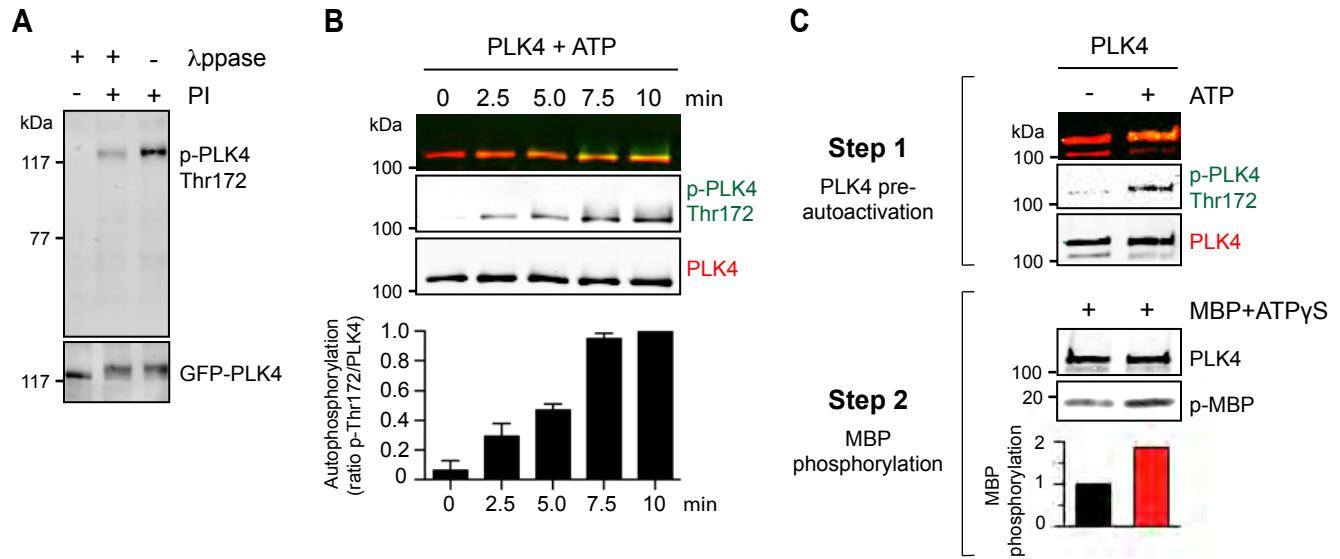 A
+ + - λppase
- + + PI
kDa
117
p-PLK4
Thr172
77
117
GFP-PLK4
B
PLK4 + ATP
0 2.5 5.0 7.5 10 min
kDa
100
p-PLK4
Thr172
100
PLK4
100
Autophosphorylation
(ratio p-Thr172/PLK4)
1.0
0.8
0.6
0.4
0.2
0
0 2.5 5.0 7.5 10 min
C
PLK4
- + ATP
Step 1
PLK4 pre-
autoactivation
kDa
100
p-PLK4
Thr172
100
PLK4
100
+ + MBP+ATPγS
PLK4
100
Step 2
MBP
phosphorylation
20
p-MBP
MBP
phosphorylation
2
1
0